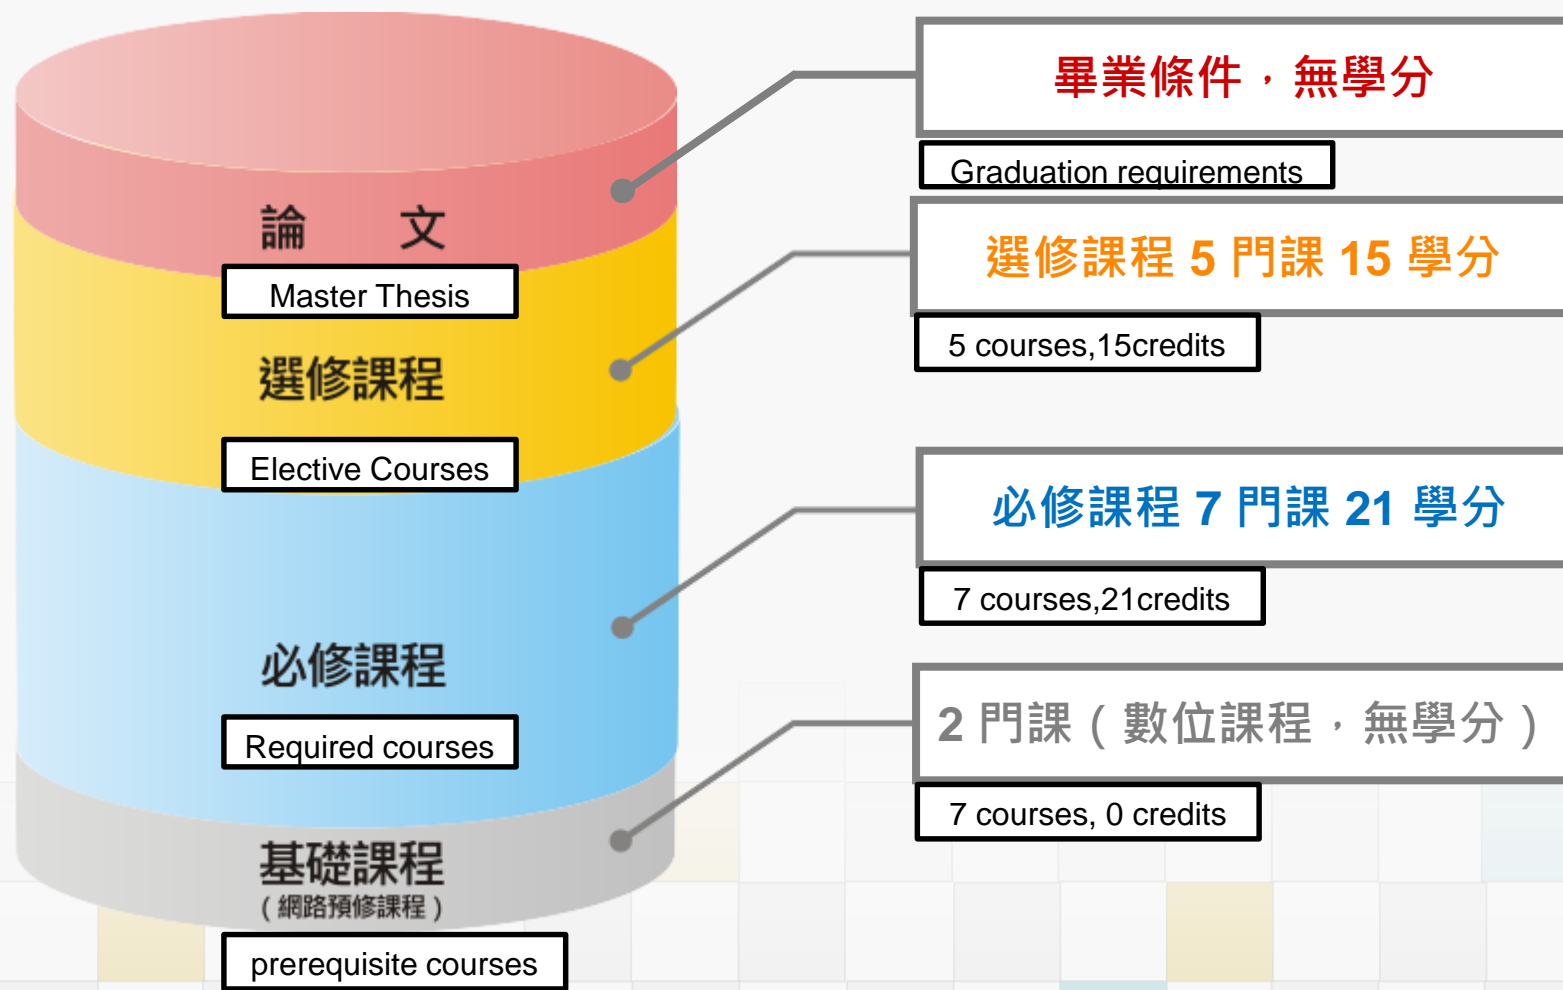 畢業條件，無學分
Graduation requirements
論 文
Master Thesis
選修課程 5 門課 15 學分
5 courses,15credits
選修課程
Elective Courses
必修課程 7 門課 21 學分
7 courses,21credits
必修課程
Required courses
2 門課（數位課程，無學分）
7 courses, 0 credits
基礎課程
（網路預修課程）
prerequisite courses